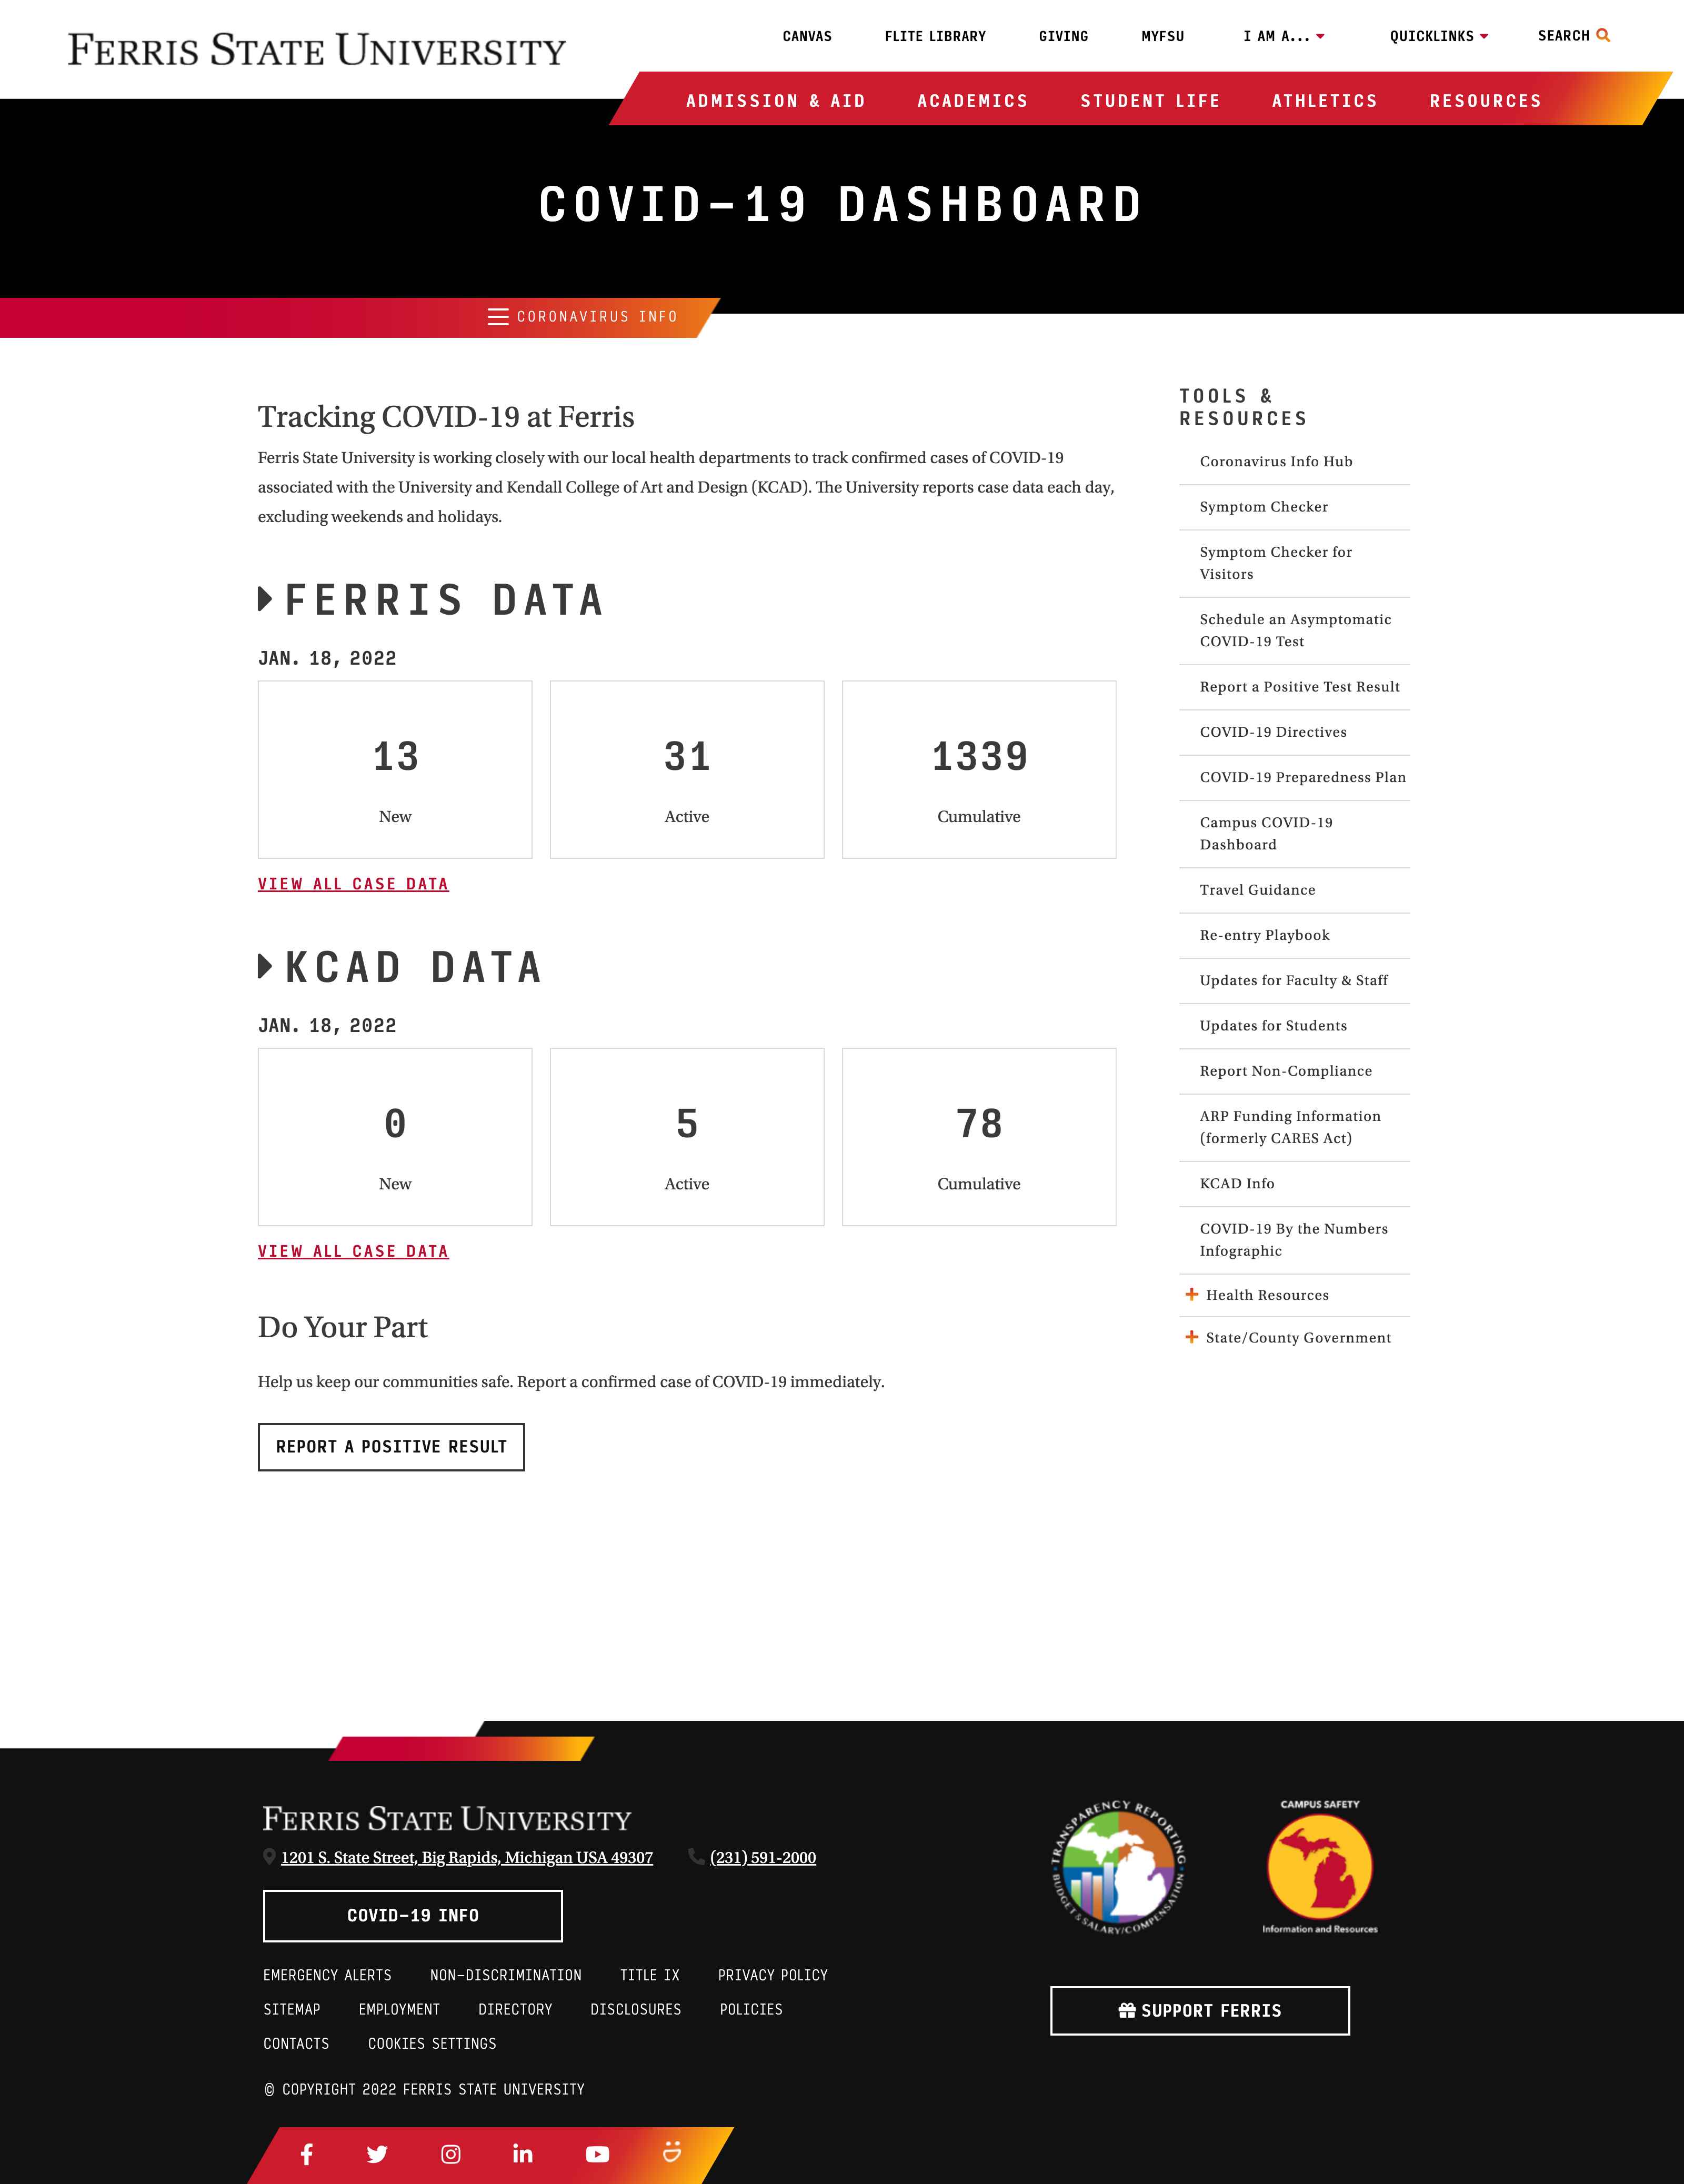 FERRIS STATE UNIVERSITY
CANVAS FLITE LIBRARY GIVING MYFSU I AM A... QUICKLINKS SEARCH
ADMISSION & AID ACADEMICS STUDENT LIFE ATHLETICS RESOURCES
COVID-19 DASHBOARD
CORONAVIRUS INFO
Tracking COVID-19 at Ferris
Ferris State University is working closely with our local health departments to track confirmed cases of COVID-19
associated with the University and Kendall College of Art and Design (KCAD). The University reports case data each day,
excluding weekends and holidays.
FERRIS DATA
JAN. 18, 2022
13 31 1339
New Active Cumulative
VIEW ALL CASE DATA
KCAD DATA
JAN. 18, 2022
0 5 78
New Active Cumulative
VIEW ALL CASE DATA
Do Your Part
Help us keep our communities safe. Report a confirmed case of COVID-19 immediately.
REPORT A POSITIVE RESULT
TOOLS &
RESOURCES
Coronavirus Info Hub
Symptom Checker
Symptom Checker for
Visitors
Schedule an Asymptomatic
COVID-19 Test
Report a Positive Test Result
COVID-19 Directives
COVID-19 Preparedness Plan
Campus COVID-19
Dashboard
Travel Guidance
Re-entry Playbook
Updates for Faculty & Staff
Updates for Students
Report Non-Compliance
ARP Funding Information
(formerly CARES Act)
KCAD Info
COVID-19 By the Numbers
Infographic
Health Resources
State/County Government
FERRIS STATE UNIVERSITY
1201 S. State Street, Big Rapids, Michigan USA 49307 (231) 591-2000
COVID-19 INFO
EMERGENCY ALERTS NON-DISCRIMINATION TITLE IX PRIVACY POLICY
SITEMAP EMPLOYMENT DIRECTORY DISCLOSURES POLICIES
CONTACTS COOKIES SETTINGS
© COPYRIGHT 2022 FERRIS STATE UNIVERSITY
TRANSPARENCY REPORTING
BUDGET & SALARY/COMPENSATION
CAMPUS SAFETY
Information and Resources
SUPPORT FERRIS